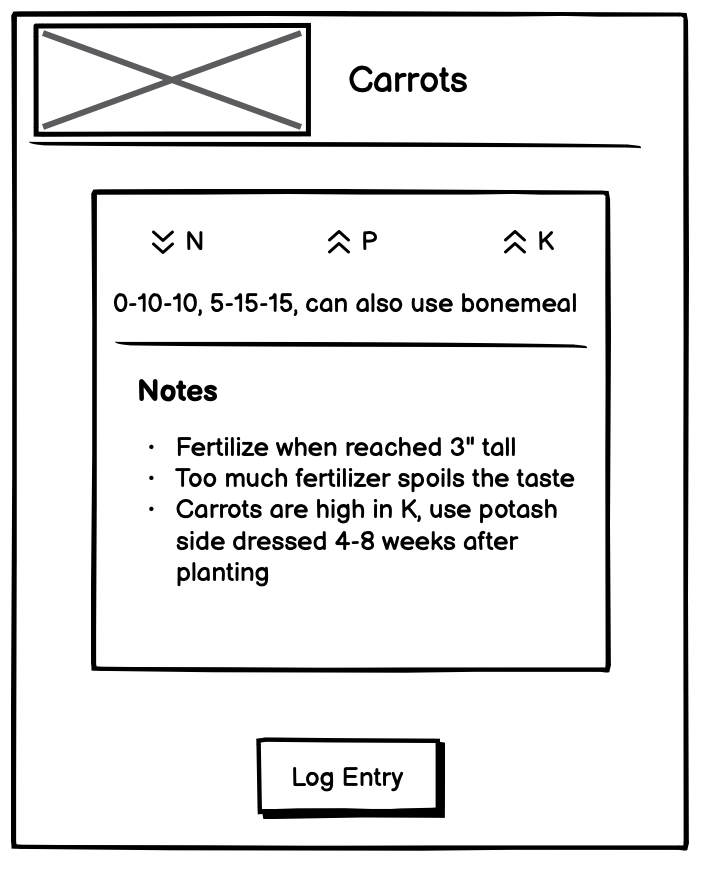 Carrots
N P K
0-10-10, 5-15-15, can also use bonemeal
Notes
· Fertilize when reached 3" tall
· Too much fertilizer spoils the taste
· Carrots are high in K, use potash
side dressed 4-8 weeks after
planting
Log Entry